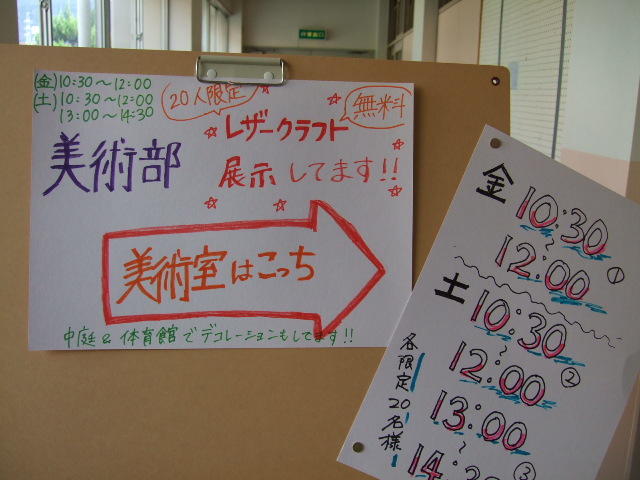 (金)10:30～12:00
(土)10:30～12:00
13:00～14:30
20人限定
無料
美術部
レザークラフト
展示してます!!
美術室はこっち
中庭&体育館でデコレーションもしてます!!
金
10:30
～
12:00 ①
土
10:30
～
12:00 ②
13:00
～
14:30 ③
各限定20名様